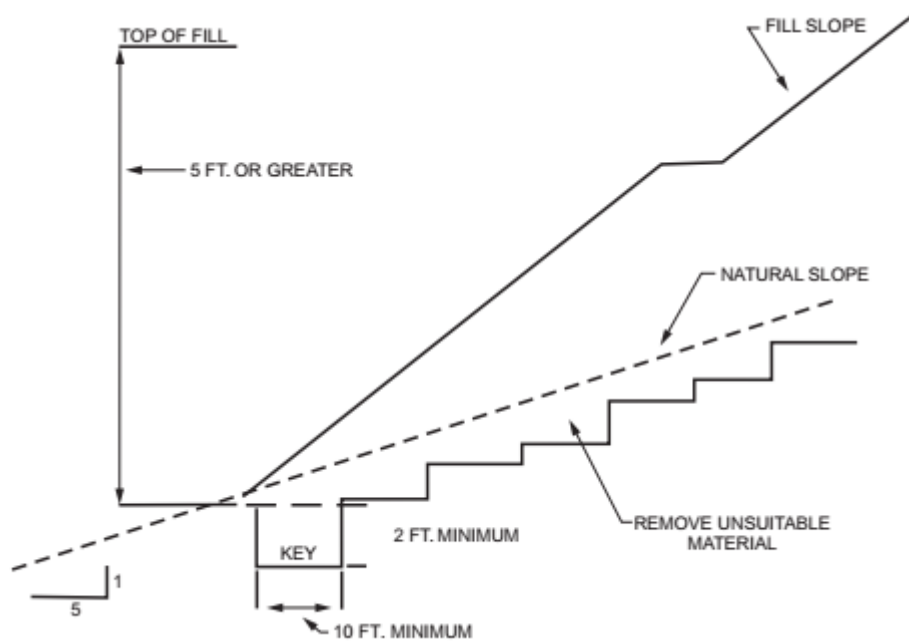 TOP OF FILL
FILL SLOPE
5 FT. OR GREATER
NATURAL SLOPE
2 FT. MINIMUM
REMOVE UNSUITABLE
MATERIAL
KEY
1
5
10 FT. MINIMUM